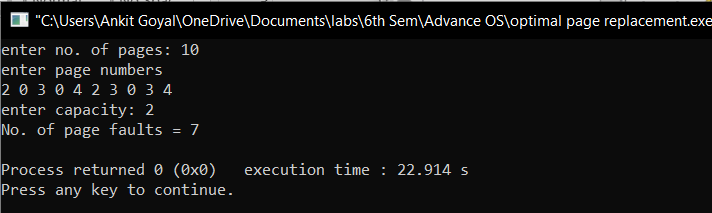 "C:\Users\Ankit Goyal\OneDrive\Documents\labs\6th Sem\Advance OS\optimal page replacement.exe
enter no. of pages: 10
enter page numbers
2 0 3 0 4 2 3 0 3 4
enter capacity: 2
No. of page faults = 7
Process returned 0 (0x0)   execution time : 22.914 s
Press any key to continue.